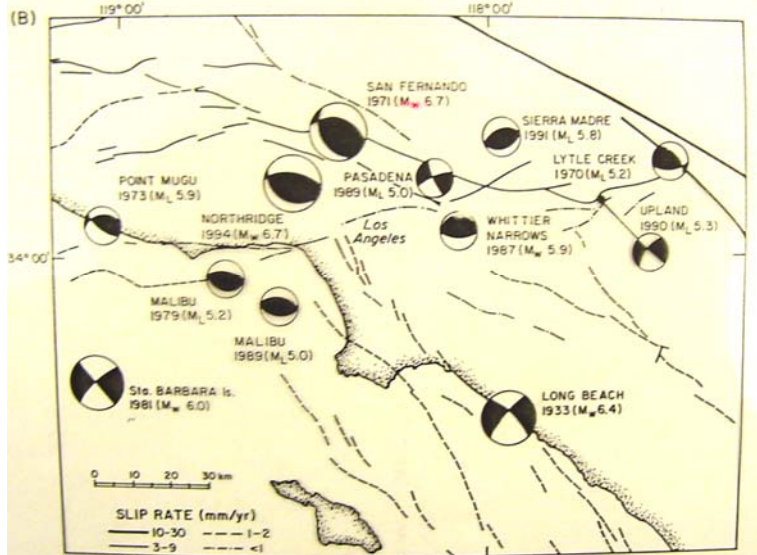 (B)
119°00'
118°00'
SAN FERNANDO
1971 (Mw 6.7)
SIERRA MADRE
1991 (ML 5.8)
LYTLE CREEK
1970 (ML 5.2)
PASADENA
1989 (ML 5.0)
POINT MUGU
1973 (ML 5.9)
NORTHRIDGE
1994 (Mw 6.7)
Los
Angeles
WHITTIER
NARROWS
1987 (Mw 5.9)
UPLAND
1990 (ML 5.3)
34°00'
MALIBU
1979 (ML 5.2)
MALIBU
1989 (ML 5.0)
Sta. BARBARA Is.
1981 (Mw 6.0)
LONG BEACH
1933 (Mw 6.4)
0 10 20 30 km
SLIP RATE (mm/yr)
10-30
1-2
3-9
<1